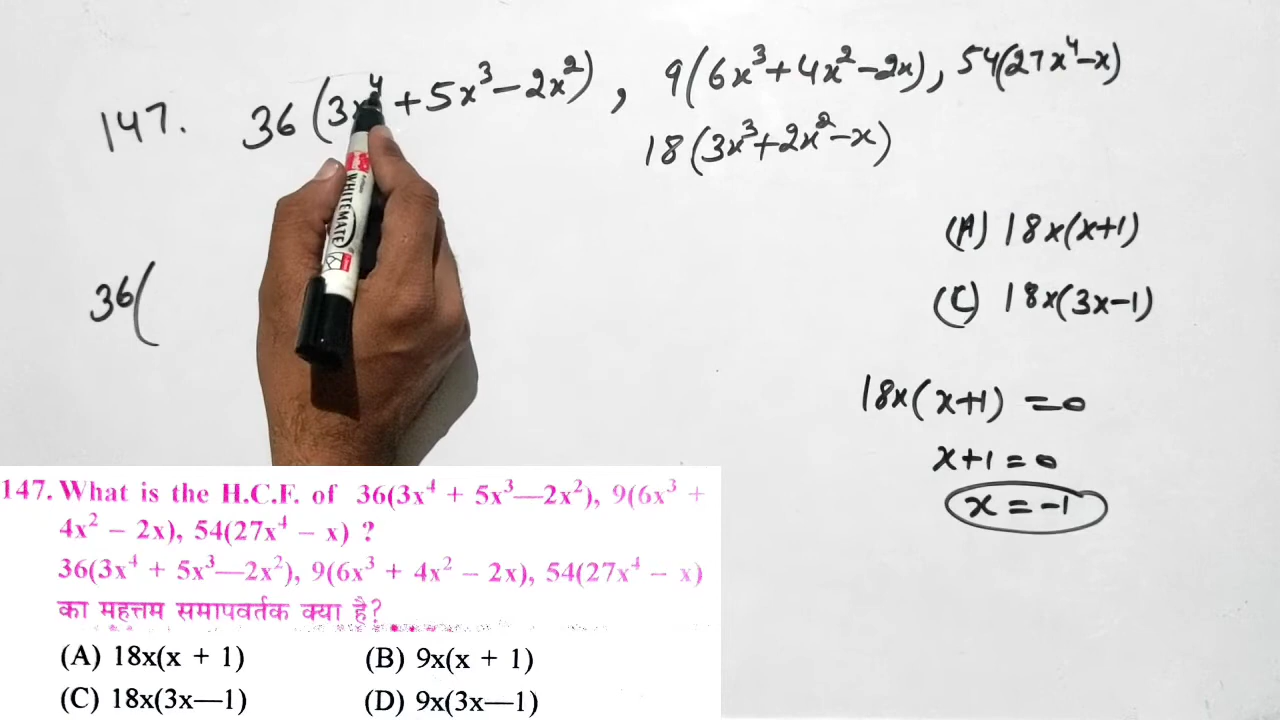 147. 36(3x⁴+5x³-2x²), 9(6x³+4x²-2x), 54(27x⁴-x)
18(3x³+2x²-x)
(A) 18x(x+1)
(C) 18x(3x-1)
36(
18x(x+1) =0
x+1=0
x=-1
WHITEMATE
147. What is the H.C.F. of 36(3x⁴ + 5x³—2x²), 9(6x³ +
4x² − 2x), 54(27x⁴ − x) ?
36(3x⁴ + 5x³—2x²), 9(6x³ + 4x² − 2x), 54(27x⁴ − x)
का महत्तम समापवर्तक क्या है?
(A) 18x(x + 1) (B) 9x(x + 1)
(C) 18x(3x—1) (D) 9x(3x—1)